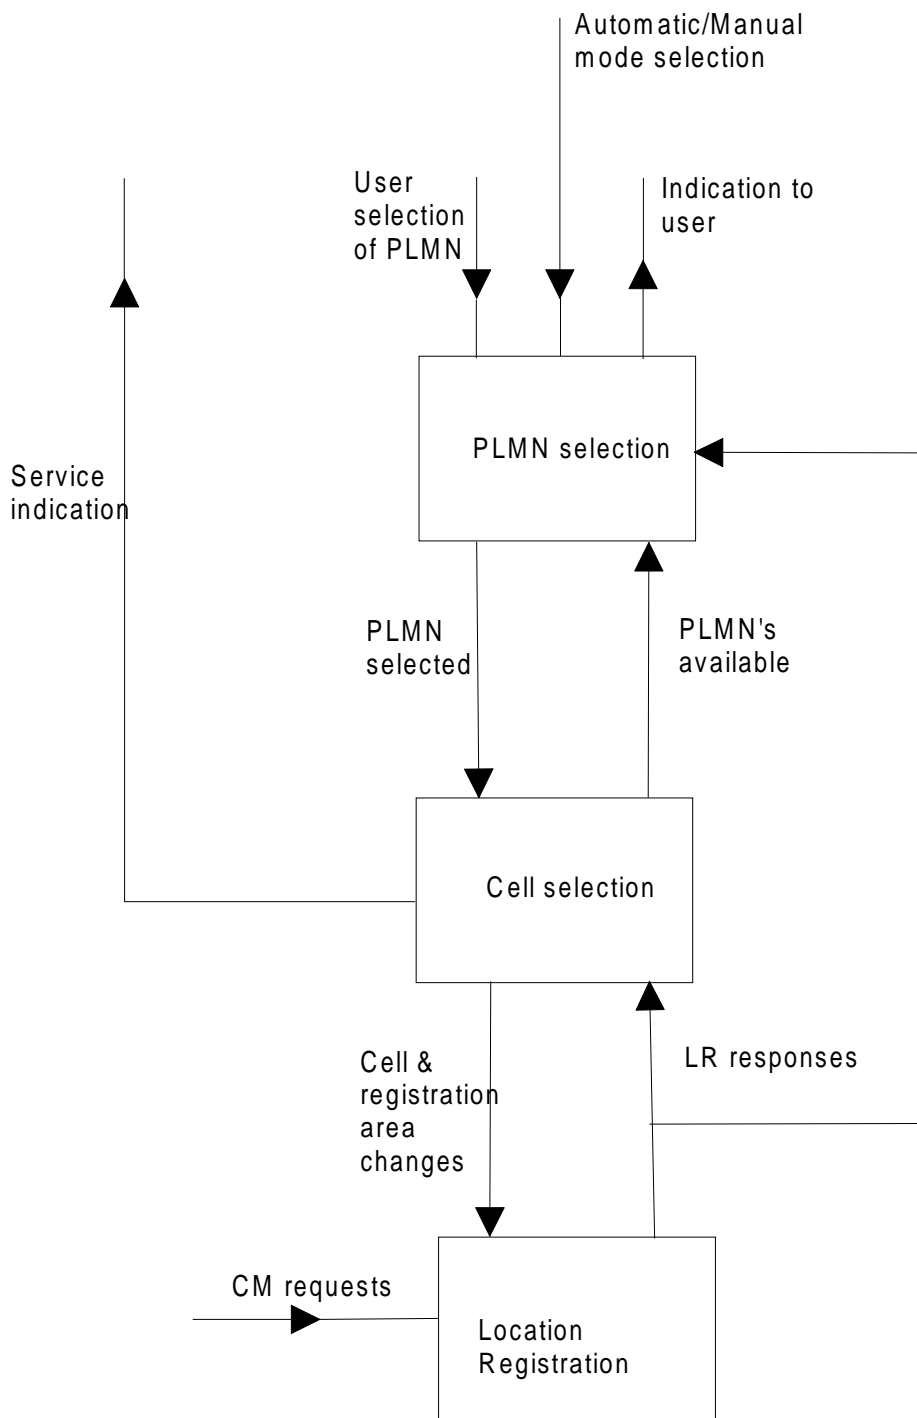 Automatic/Manual
mode selection
User
selection
of PLMN
Indication to
user
PLMN selection
Service
indication
PLMN
selected
PLMN's
available
Cell selection
Cell &
registration
area
changes
LR responses
CM requests
Location
Registration